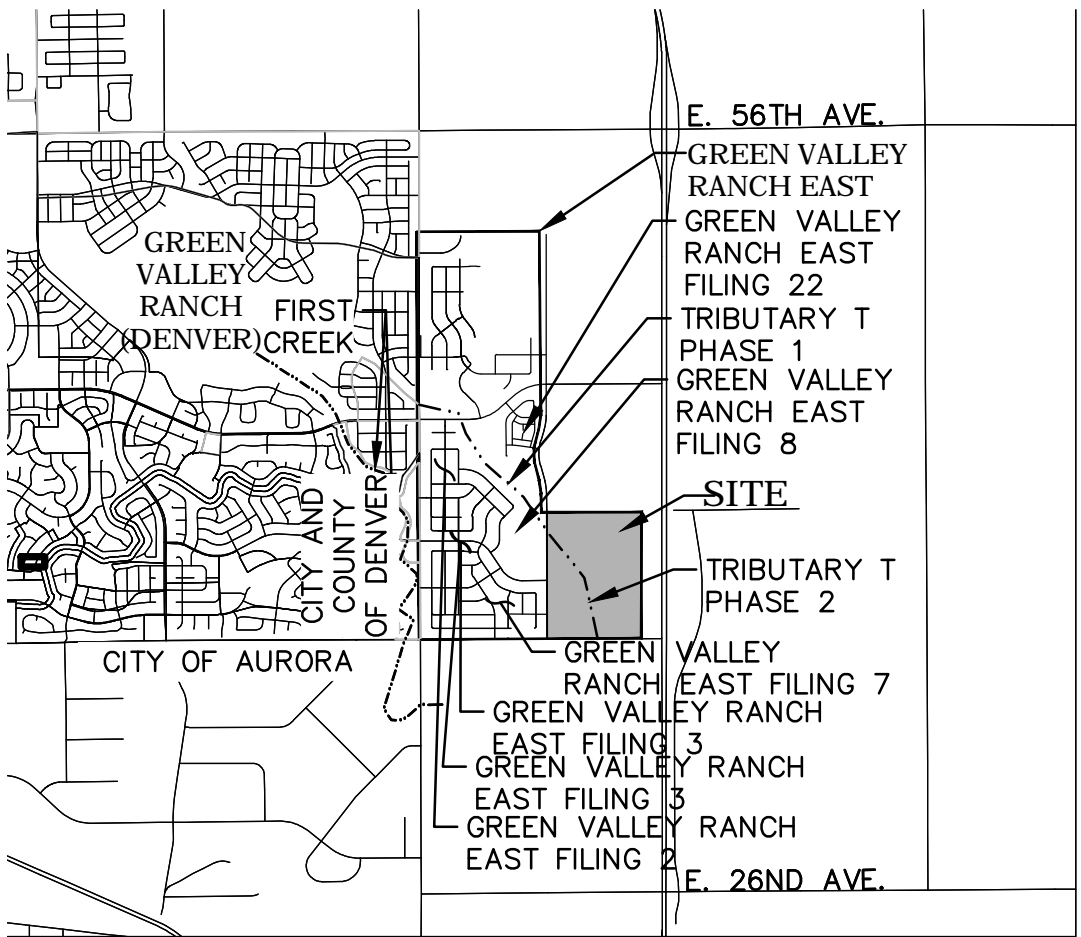 E. 56TH AVE.
GREEN VALLEY
RANCH EAST
GREEN VALLEY
RANCH EAST
FILING 22
TRIBUTARY T
PHASE 1
GREEN VALLEY
RANCH EAST
FILING 8
SITE
TRIBUTARY T
PHASE 2
GREEN
VALLEY
RANCH
(DENVER)
FIRST
CREEK
CITY AND
COUNTY
OF DENVER
CITY OF AURORA
GREEN VALLEY
RANCH EAST FILING 7
GREEN VALLEY RANCH
EAST FILING 3
GREEN VALLEY RANCH
EAST FILING 3
GREEN VALLEY RANCH
EAST FILING 2
E. 26ND AVE.